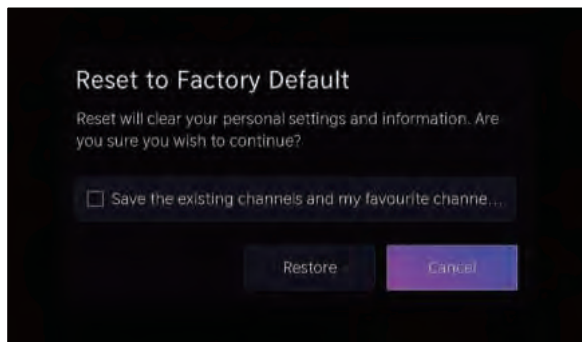 Reset to Factory Default
Reset will clear your personal settings and information. Are
you sure you wish to continue?
Save the existing channels and my favourite channe...
Restore
Cancel